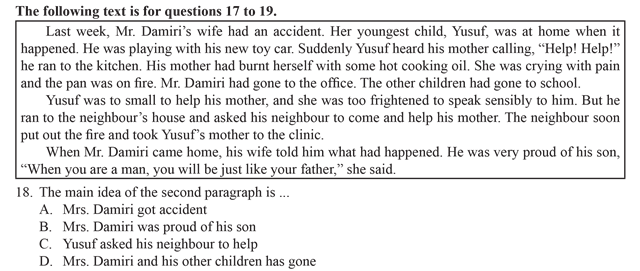 The following text is for questions 17 to 19.
Last week, Mr. Damiri's wife had an accident. Her youngest child, Yusuf, was at home when it
happened. He was playing with his new toy car. Suddenly Yusuf heard his mother calling, “Help! Help!”
he ran to the kitchen. His mother had burnt herself with some hot cooking oil. She was crying with pain
and the pan was on fire. Mr. Damiri had gone to the office. The other children had gone to school.
Yusuf was to small to help his mother, and she was too frightened to speak sensibly to him. But he
ran to the neighbour's house and asked his neighbour to come and help his mother. The neighbour soon
put out the fire and took Yusuf's mother to the clinic.
When Mr. Damiri came home, his wife told him what had happened. He was very proud of his son,
“When you are a man, you will be just like your father,” she said.
18. The main idea of the second paragraph is ...
A. Mrs. Damiri got accident
B. Mrs. Damiri was proud of his son
C. Yusuf asked his neighbour to help
D. Mrs. Damiri and his other children has gone